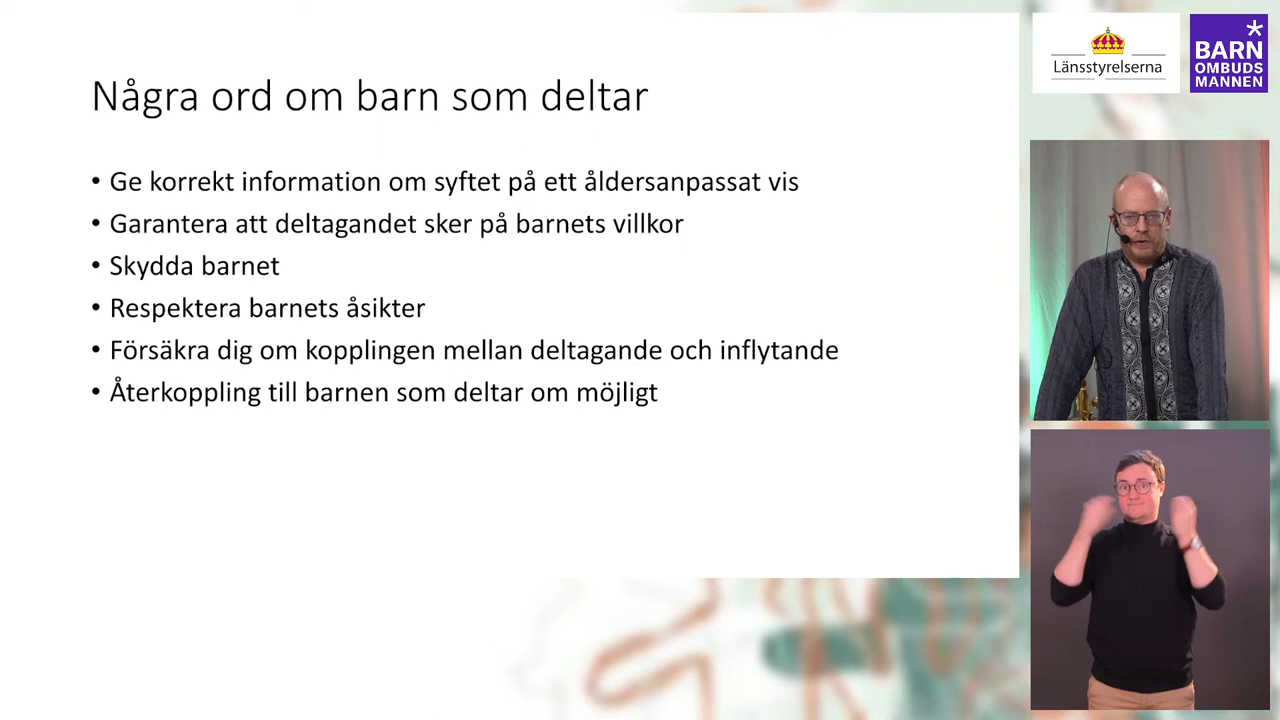 Några ord om barn som deltar
• Ge korrekt information om syftet på ett åldersanpassat vis
• Garantera att deltagandet sker på barnets villkor
• Skydda barnet
• Respektera barnets åsikter
• Försäkra dig om kopplingen mellan deltagande och inflytande
• Återkoppling till barnen som deltar om möjligt
Länsstyrelserna
BARN
OMBUDS
MANNEN